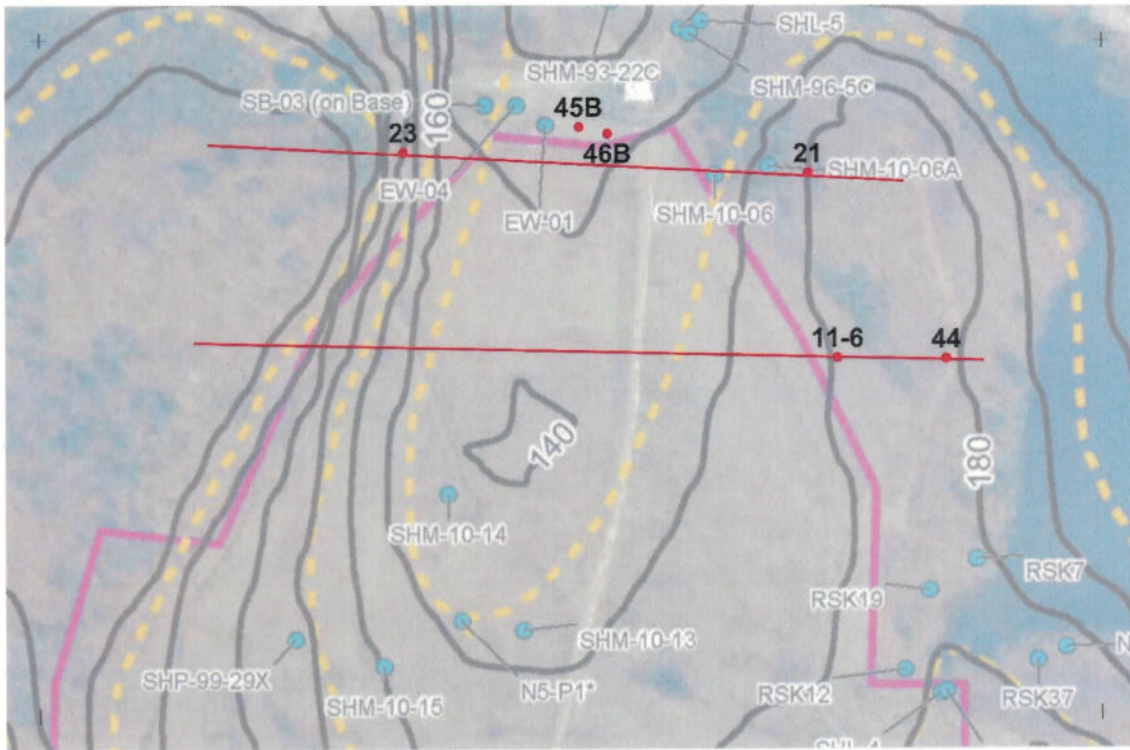 SHL-5
SHM-93-22C
SHM-96-5C
SB-03 (on Base)
160
45B
23
46B
21
SHM-10-06A
EW-04
EW-01
SHM-10-06
11-6
44
140
180
SHM-10-14
RSK7
RSK19
SHM-10-13
SHP-99-29X
N5-P1*
RSK12
RSK37
SHM-10-15
N
SHL-4